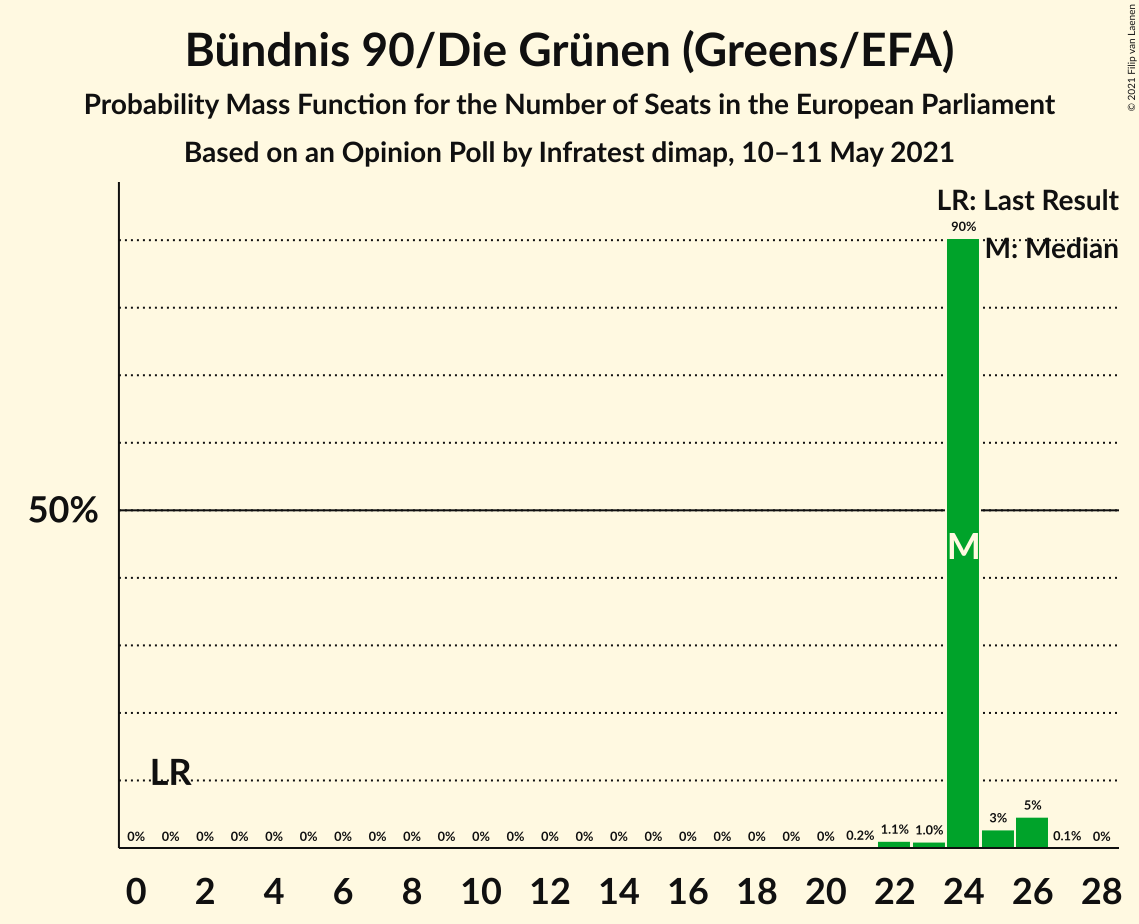 Bündnis 90/Die Grünen (Greens/EFA)
Probability Mass Function for the Number of Seats in the European Parliament
Based on an Opinion Poll by Infratest dimap, 10–11 May 2021
© 2021 Filip van Laenen
LR: Last Result
M: Median
90%
50%
M
LR
0% 0% 0% 0% 0% 0% 0% 0% 0% 0% 0% 0% 0% 0% 0% 0% 0% 0% 0% 0% 0% 0.2% 1.1% 1.0% 3% 5% 0.1% 0%
0 2 4 6 8 10 12 14 16 18 20 22 24 26 28